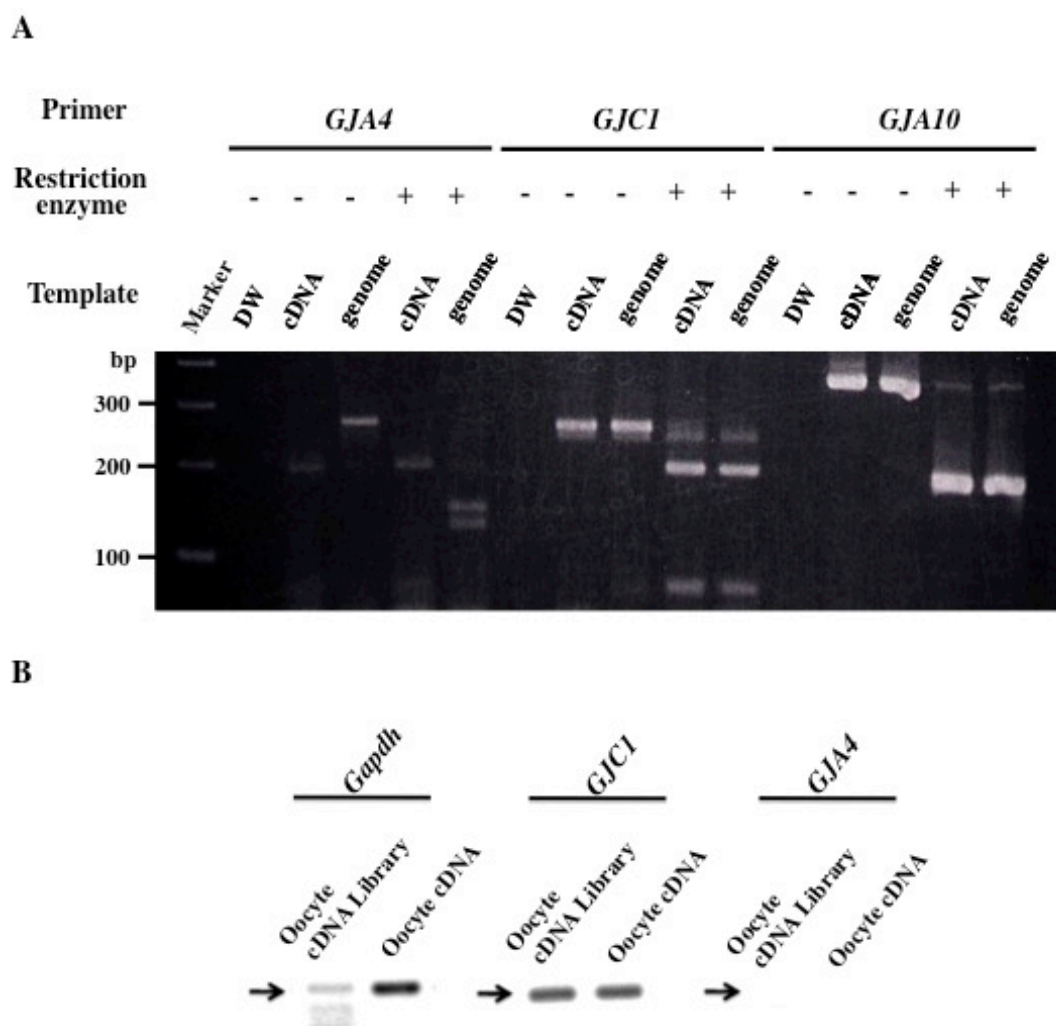 A
Primer GJA4 GJC1 GJA10
Restriction enzyme - - - + + - - - + + - - - + +
Template Marker DW cDNA genome cDNA genome DW cDNA genome cDNA genome DW cDNA genome cDNA genome
bp
300
200
100
B
Gapdh GJC1 GJA4
Oocyte cDNA Library Oocyte cDNA Oocyte cDNA Library Oocyte cDNA Oocyte cDNA Library Oocyte cDNA